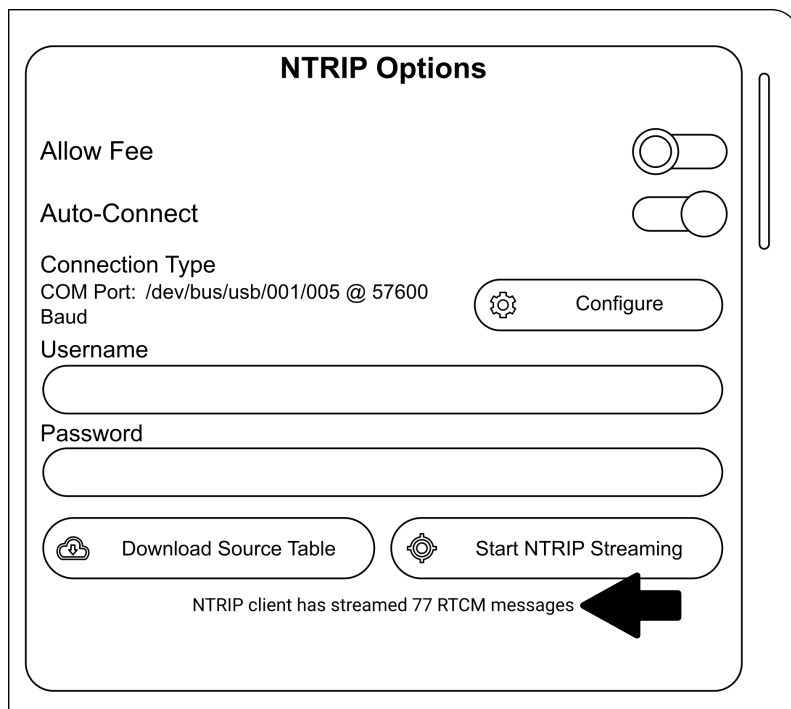 NTRIP Options
Allow Fee
Auto-Connect
Connection Type
COM Port: /dev/bus/usb/001/005 @ 57600
Baud
Configure
Username
Password
Download Source Table
Start NTRIP Streaming
NTRIP client has streamed 77 RTCM messages